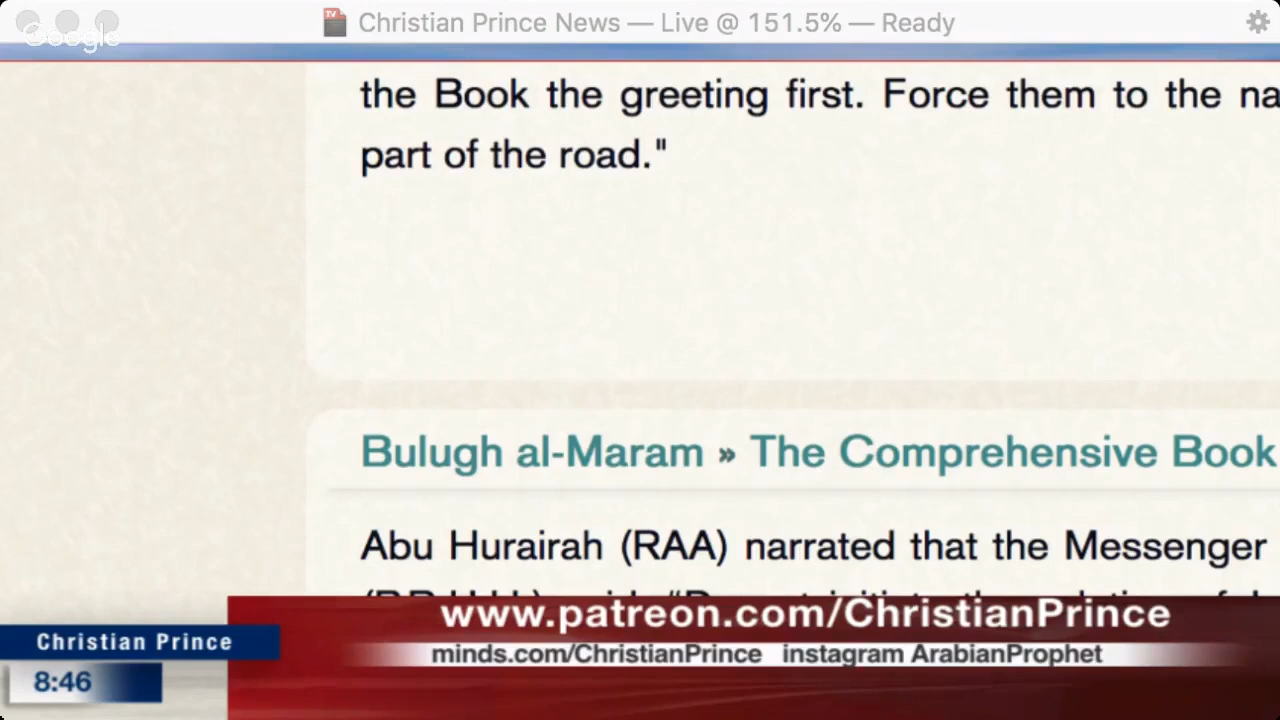 Christian Prince News — Live @ 151.5% — Ready
Google
the Book the greeting first. Force them to the na
part of the road."
Bulugh al-Maram » The Comprehensive Book
Abu Hurairah (RAA) narrated that the Messenger
www.patreon.com/ChristianPrince
Christian Prince
minds.com/ChristianPrince instagram ArabianProphet
8:46